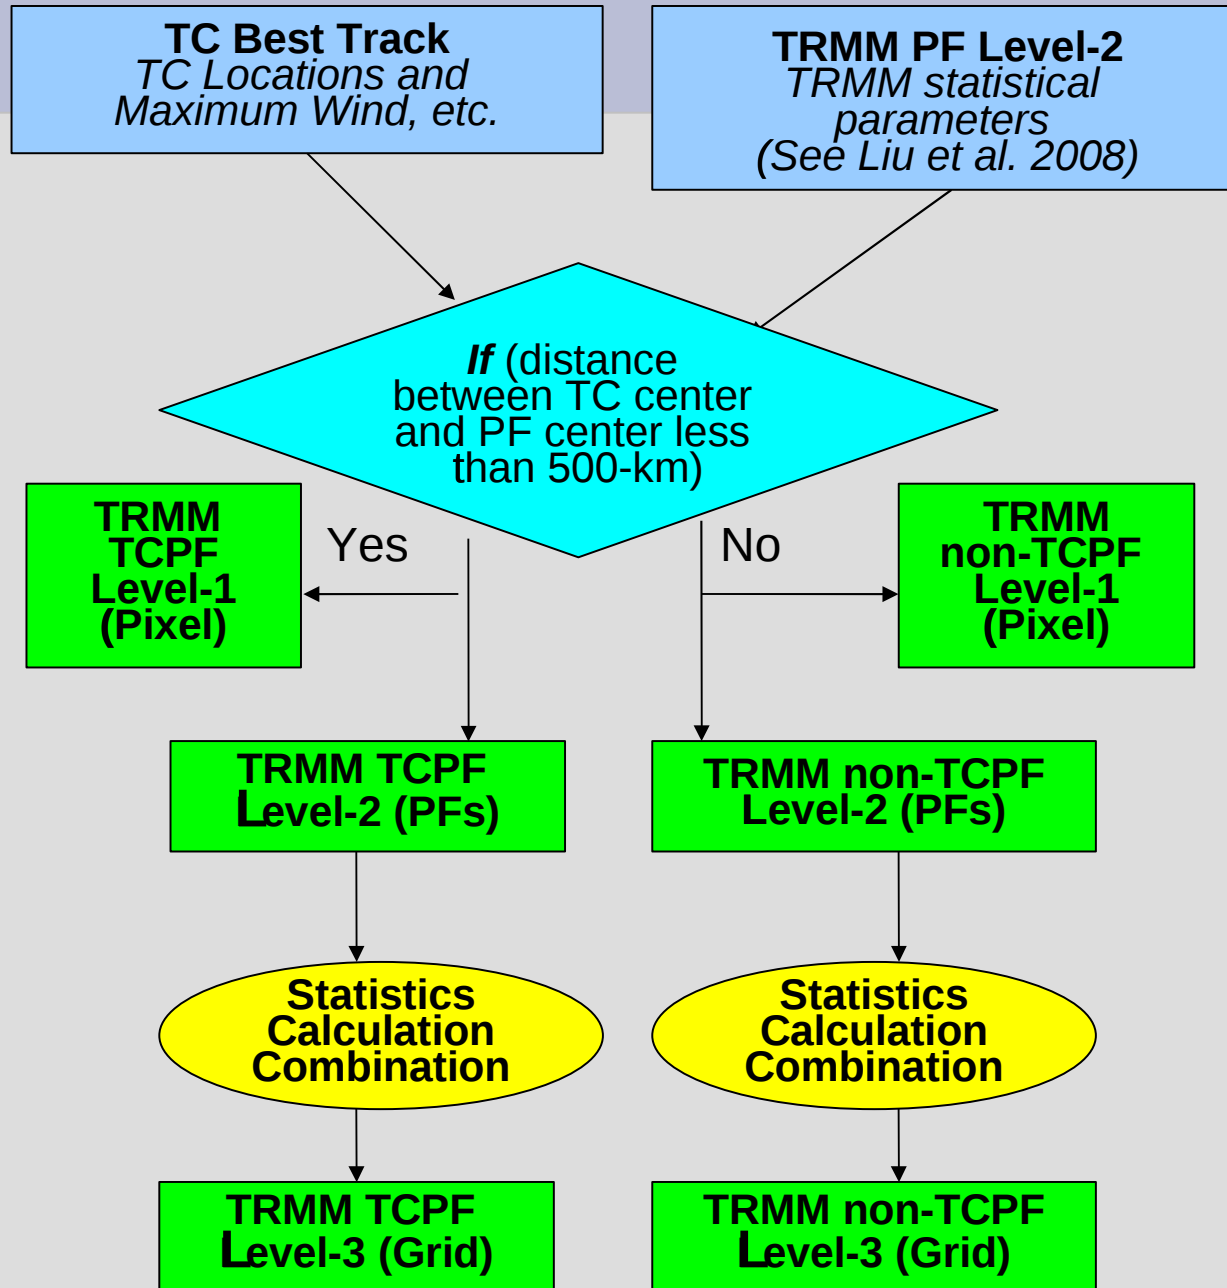 TC Best Track
TC Locations and
Maximum Wind, etc.
TRMM PF Level-2
TRMM statistical
parameters
(See Liu et al. 2008)
If (distance
between TC center
and PF center less
than 500-km)
TRMM
TCPF
Level-1
(Pixel)
Yes
No
TRMM
non-TCPF
Level-1
(Pixel)
TRMM TCPF
Level-2 (PFs)
TRMM non-TCPF
Level-2 (PFs)
Statistics
Calculation
Combination
Statistics
Calculation
Combination
TRMM TCPF
Level-3 (Grid)
TRMM non-TCPF
Level-3 (Grid)